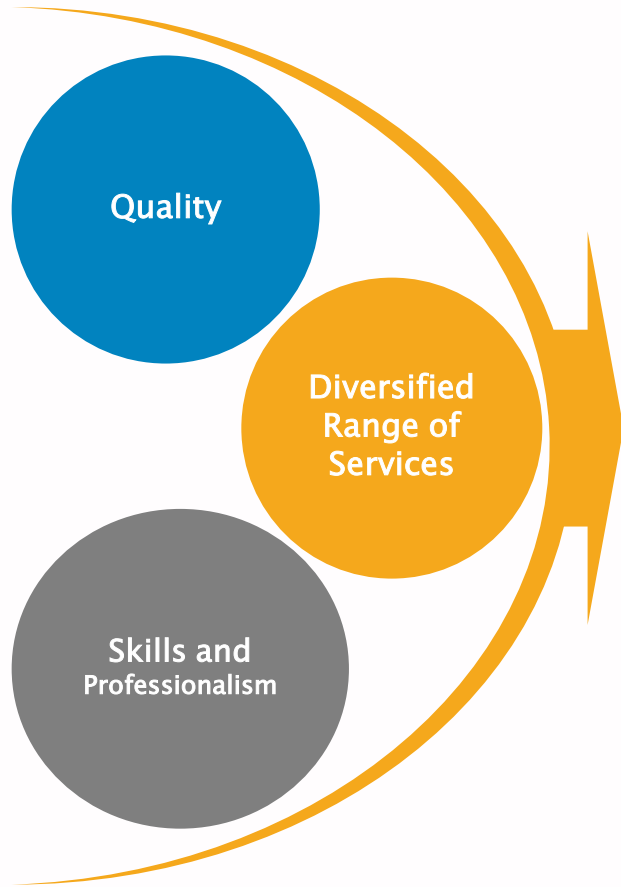 Quality
Diversified
Range of
Services
Skills and
Professionalism